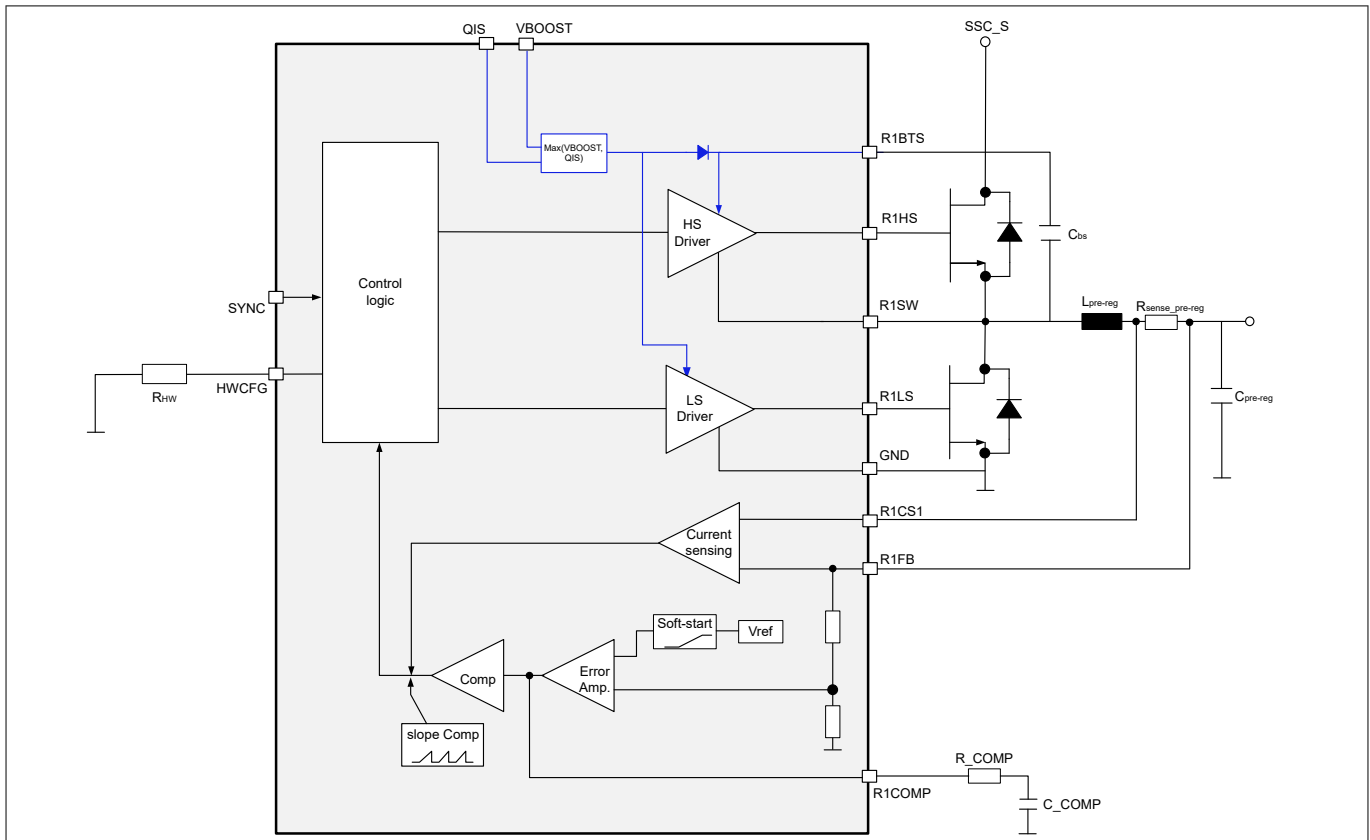 QIS
VBOOST
SSC_S
R1BTS
Max(VBOOST,
QIS)
HS
Driver
R1HS
Cbs
Control
logic
SYNC
R1SW
Lpre-reg
Rsense_pre-reg
HWCFG
RHW
LS
Driver
R1LS
Cpre-reg
GND
R1CS1
Current
sensing
R1FB
Soft-start
Vref
Error
Amp.
Comp
slope Comp
R_COMP
R1COMP
C_COMP